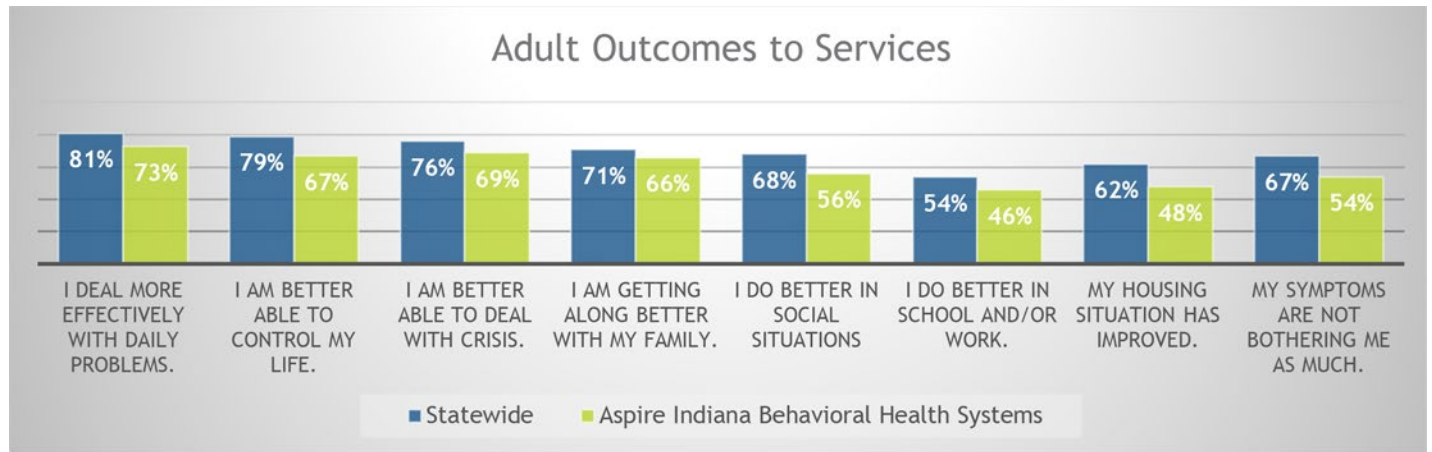 Adult Outcomes to Services
81%
73%
79%
67%
76%
69%
71%
66%
68%
56%
54%
46%
62%
48%
67%
54%
I DEAL MORE
EFFECTIVELY
WITH DAILY
PROBLEMS.
I AM BETTER
ABLE TO
CONTROL MY
LIFE.
I AM BETTER
ABLE TO DEAL
WITH CRISIS.
I AM GETTING
ALONG BETTER
WITH MY FAMILY.
I DO BETTER IN
SOCIAL
SITUATIONS
I DO BETTER IN
SCHOOL AND/OR
WORK.
MY HOUSING
SITUATION HAS
IMPROVED.
MY SYMPTOMS
ARE NOT
BOTHERING ME
AS MUCH.
Statewide
Aspire Indiana Behavioral Health Systems